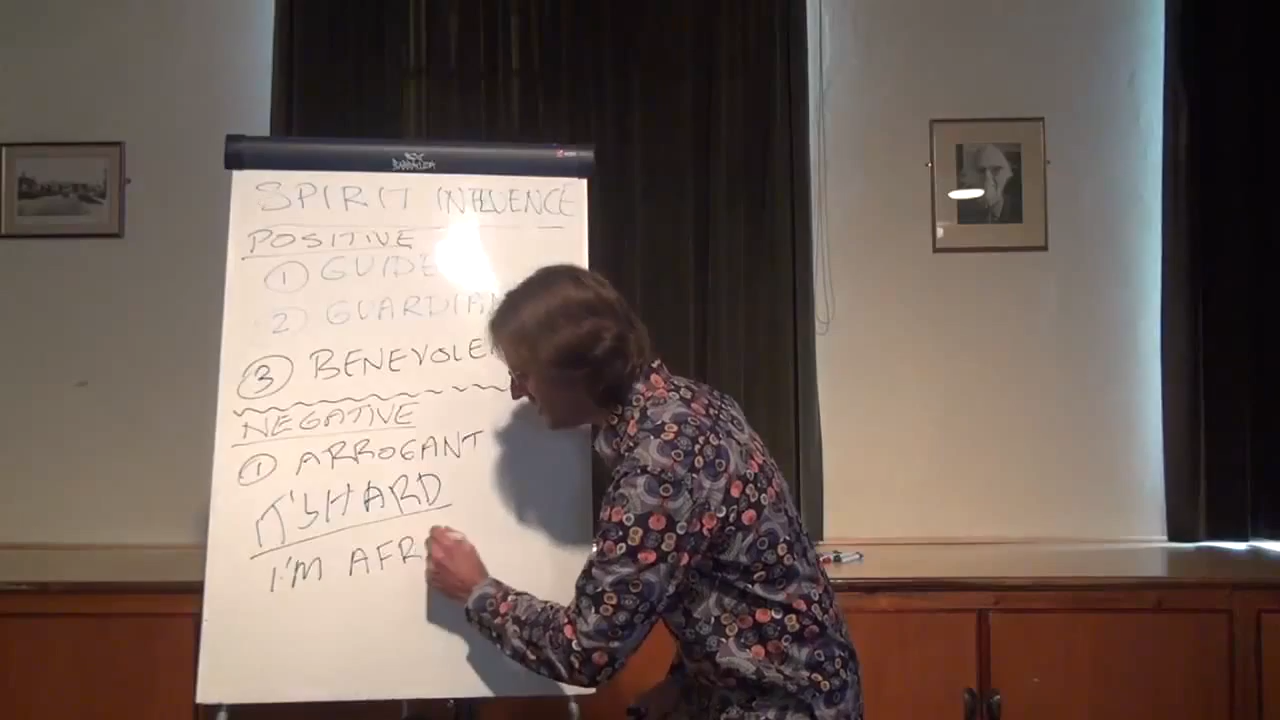 SPIRIT INFLUENCE
POSITIVE
① GUIDE
② GUARDIAN
③ BENEVOLE
NEGATIVE
① ARROGANT
IT'S HARD
I'M AFR